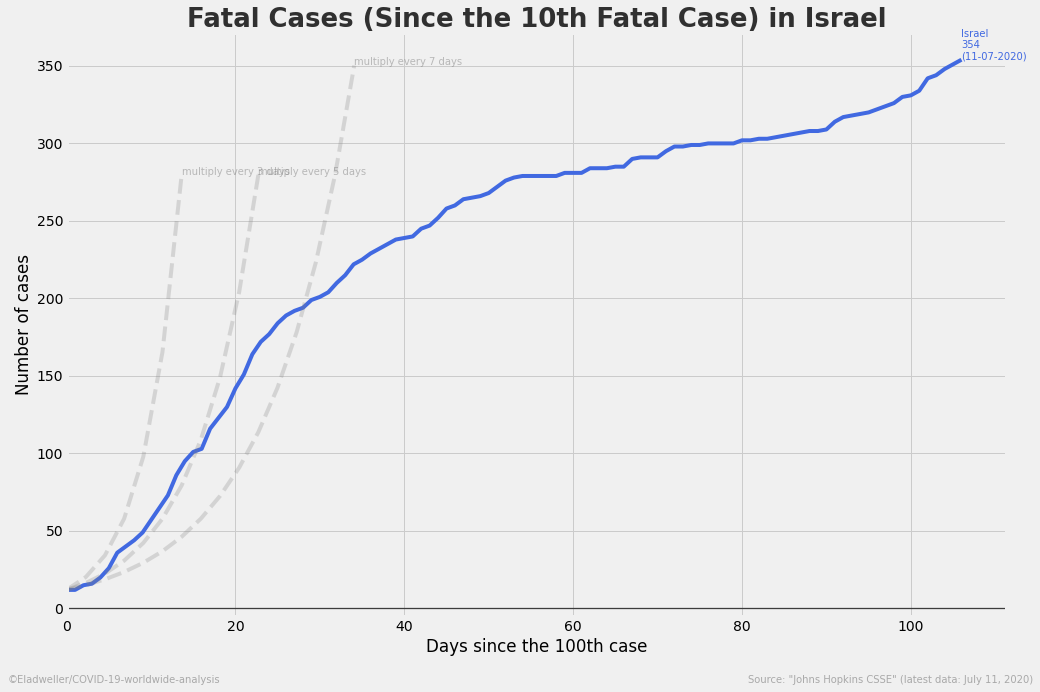 Fatal Cases (Since the 10th Fatal Case) in Israel
Israel
354
(11-07-2020)
multiply every 7 days
multiply every 3 days
multiply every 5 days
350
300
250
200
150
100
50
0
Number of cases
0 20 40 60 80 100
Days since the 100th case
©Eladweller/COVID-19-worldwide-analysis
Source: "Johns Hopkins CSSE" (latest data: July 11, 2020)